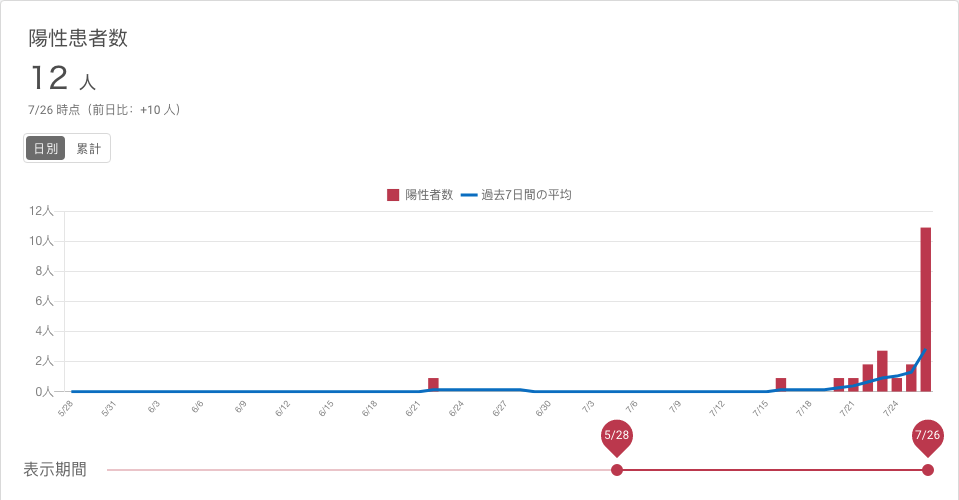 陽性患者数
12 人
7/26 時点（前日比：+10 人）
日別 累計
陽性者数 過去7日間の平均
12人
10人
8人
6人
4人
2人
0人
5/28 5/31 6/3 6/6 6/9 6/12 6/15 6/18 6/21 6/24 6/27 6/30 7/3 7/6 7/9 7/12 7/15 7/18 7/21 7/24
5/28 7/26
表示期間